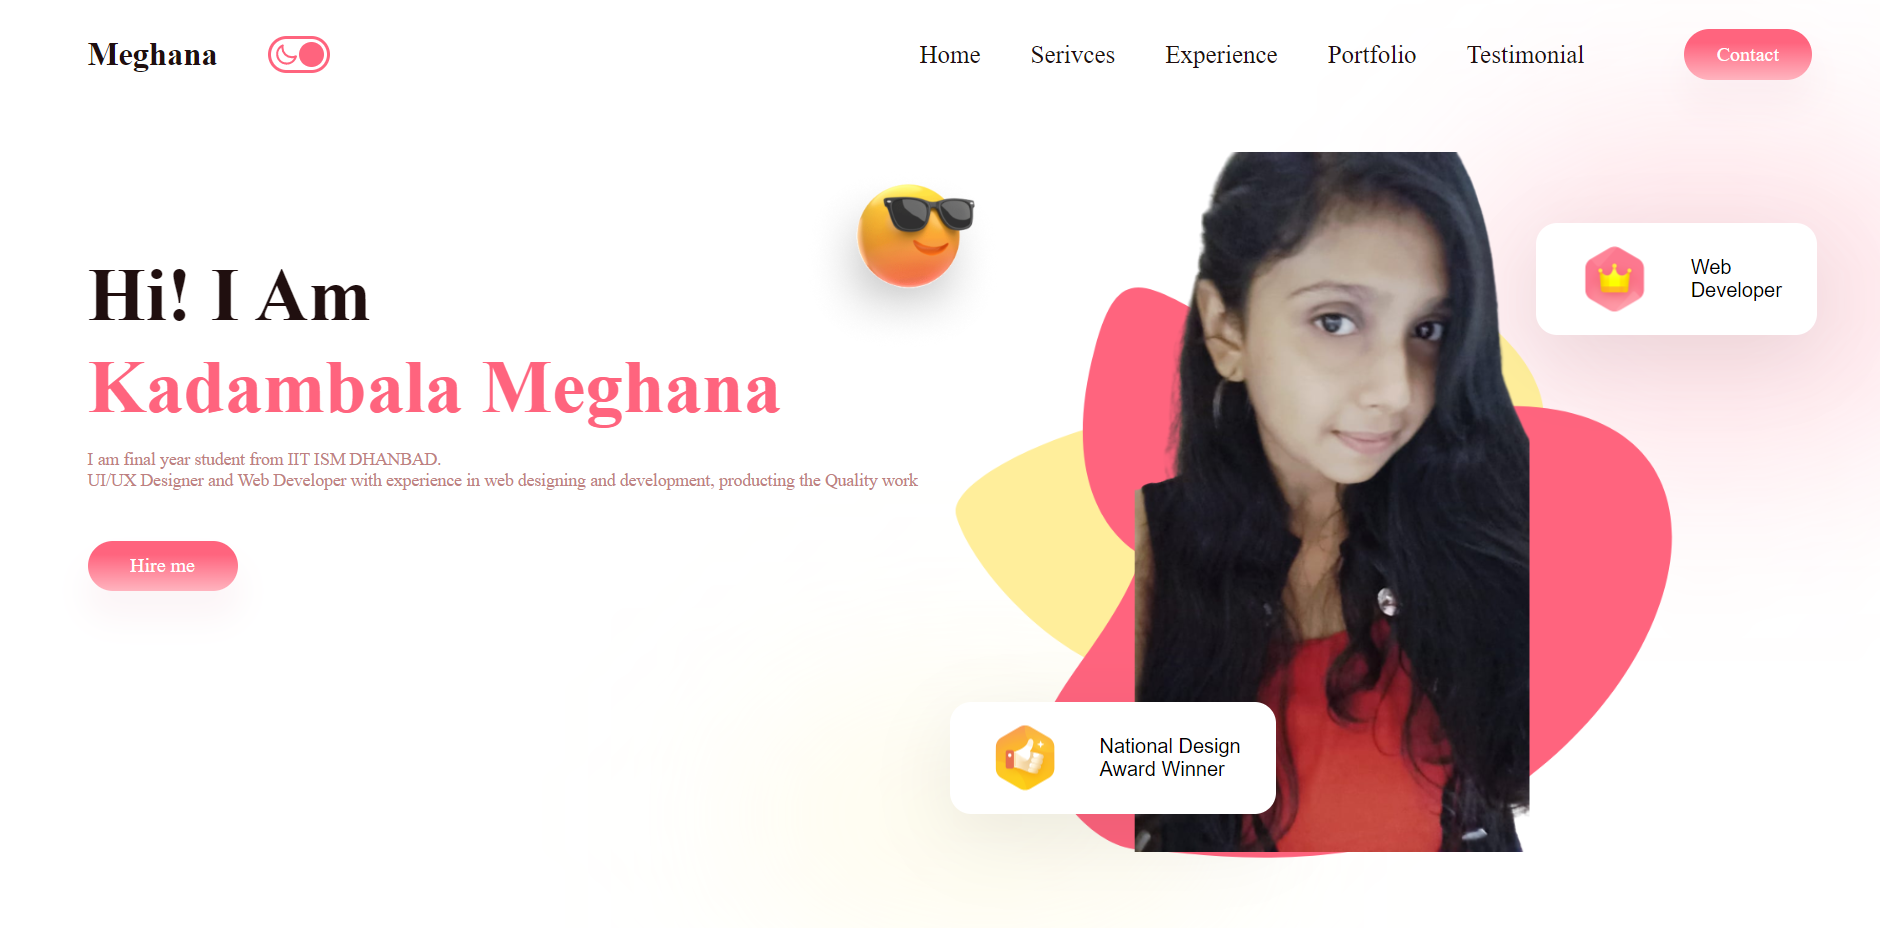 Meghana
Home
Serivces
Experience
Portfolio
Testimonial
Contact
Hi! I Am
Kadambala Meghana
I am final year student from IIT ISM DHANBAD.
UI/UX Designer and Web Developer with experience in web designing and development, producting the Quality work
Hire me
Web
Developer
National Design
Award Winner